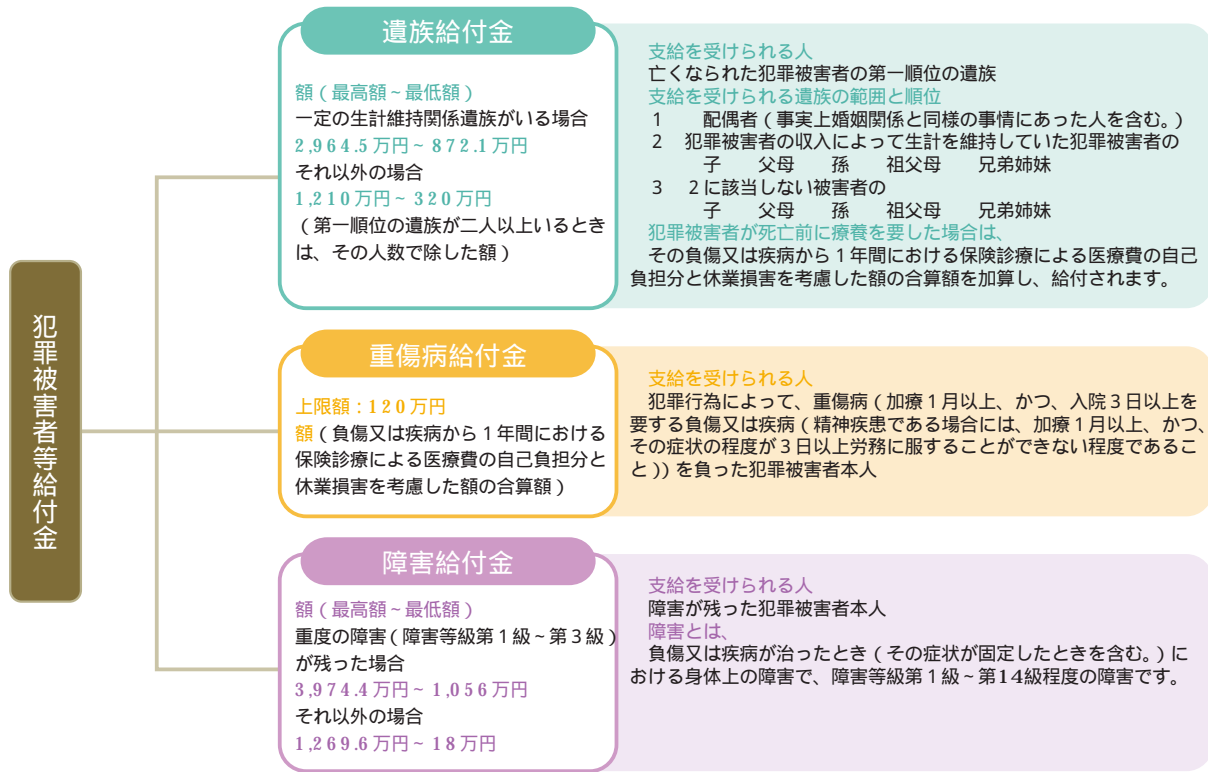 犯罪被害者等給付金
遺族給付金
額(最高額~最低額)
一定の生計維持関係遺族がいる場合
2,964.5万円~872.1万円
それ以外の場合
1,210万円~320万円
(第一順位の遺族が二人以上いるとき
は、その人数で除した額)
支給を受けられる人
亡くなられた犯罪被害者の第一順位の遺族
支給を受けられる遺族の範囲と順位
1 配偶者(事実上婚姻関係と同様の事情にあった人を含む。)
2 犯罪被害者の収入によって生計を維持していた犯罪被害者の
子 父母 孫 祖父母 兄弟姉妹
3 2に該当しない被害者の
子 父母 孫 祖父母 兄弟姉妹
犯罪被害者が死亡前に療養を要した場合は、
その負傷又は疾病から1年間における保険診療による医療費の自己
負担分と休業損害を考慮した額の合算額を加算し、給付されます。
重傷病給付金
上限額:120万円
額(負傷又は疾病から1年間における
保険診療による医療費の自己負担分と
休業損害を考慮した額の合算額)
支給を受けられる人
犯罪行為によって、重傷病(加療1月以上、かつ、入院3日以上を
要する負傷又は疾病(精神疾患である場合には、加療1月以上、かつ、
その症状の程度が3日以上労務に服することができない程度であるこ
と))を負った犯罪被害者本人
障害給付金
額(最高額~最低額)
重度の障害(障害等級第1級~第3級)
が残った場合
3,974.4万円~1,056万円
それ以外の場合
1,269.6万円~18万円
支給を受けられる人
障害が残った犯罪被害者本人
障害とは、
負傷又は疾病が治ったとき(その症状が固定したときを含む。)に
おける身体上の障害で、障害等級第1級~第14級程度の障害です。